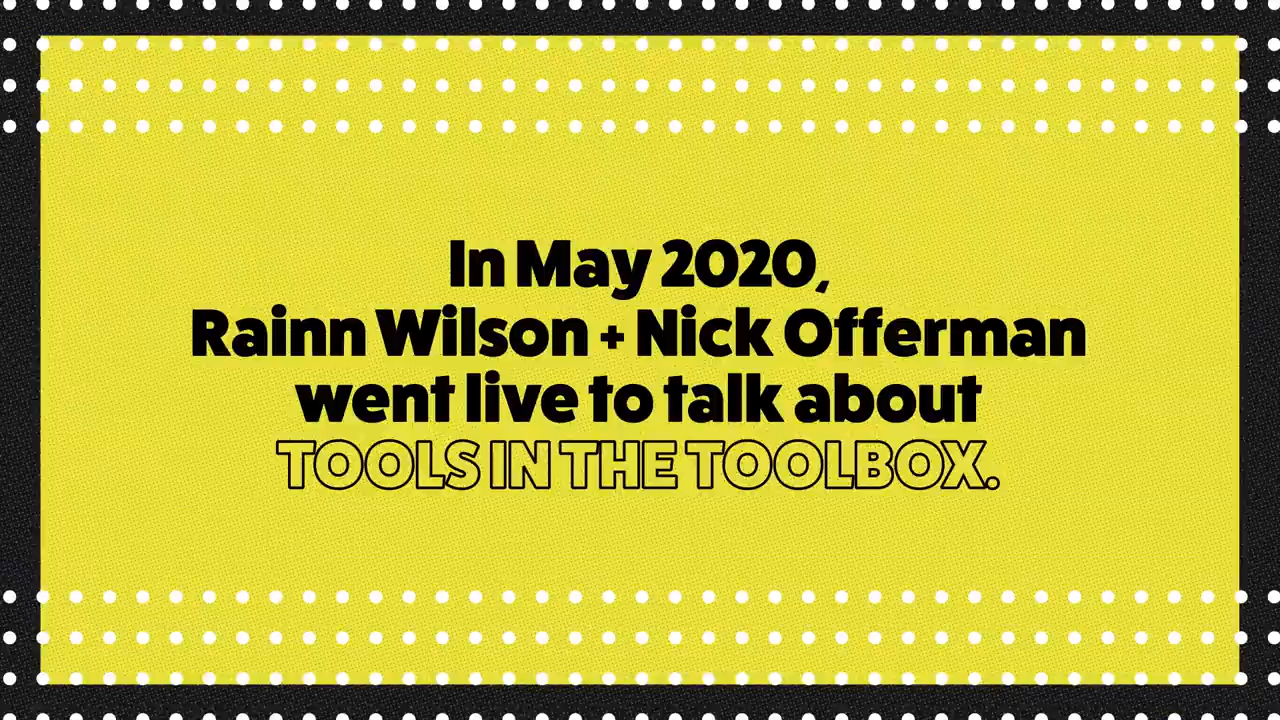 In May 2020,
Rainn Wilson + Nick Offerman
went live to talk about
TOOLS IN THE TOOLBOX.